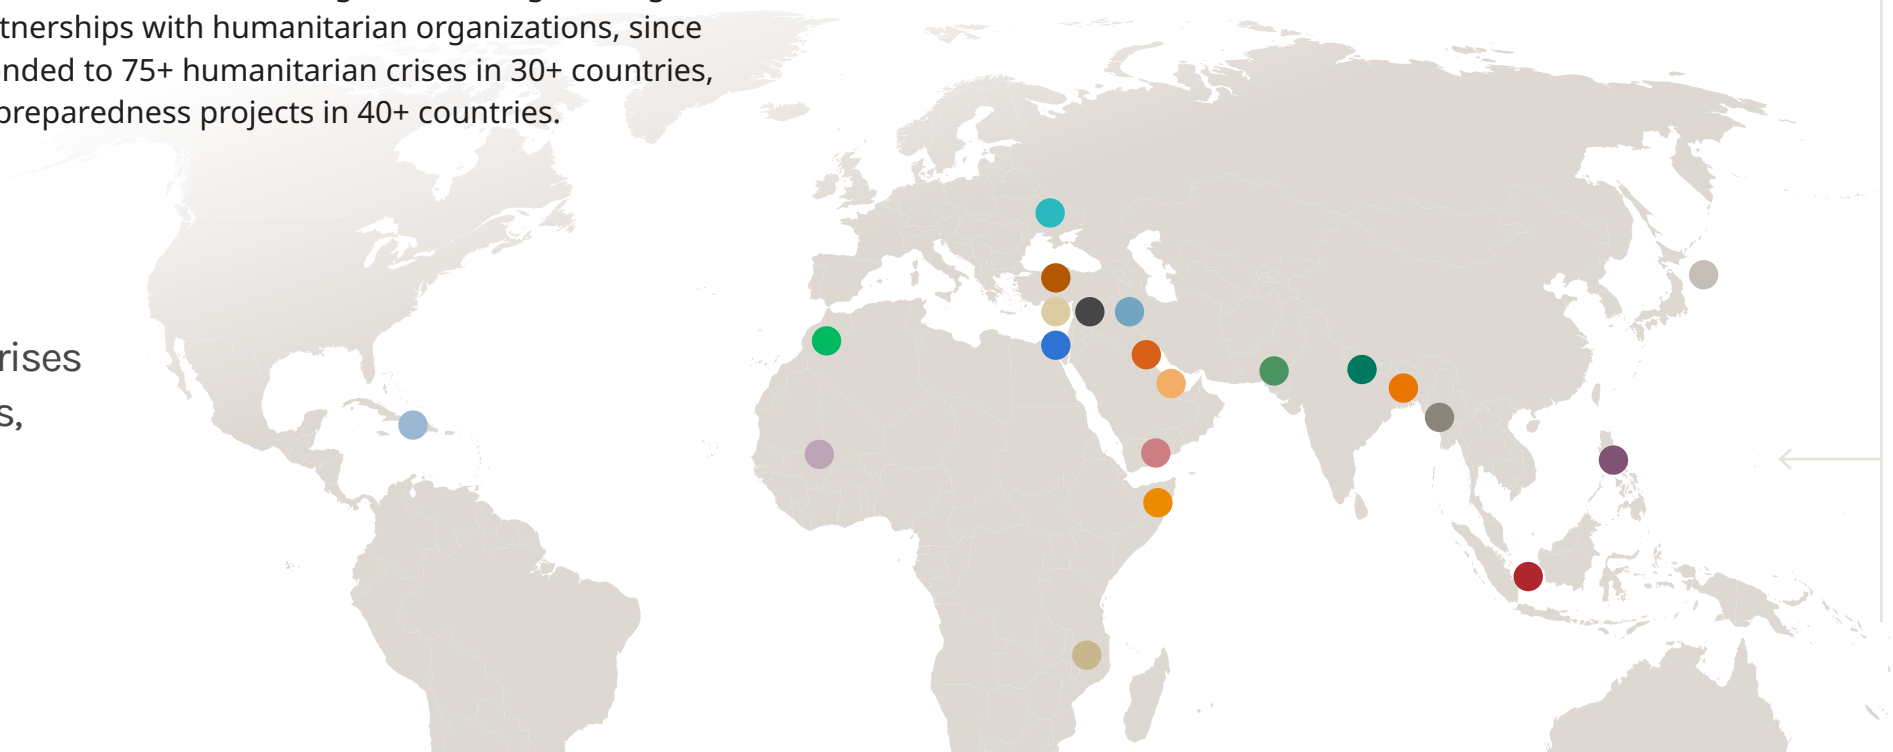 tnerships with humanitarian organizations, since
nded to 75+ humanitarian crises in 30+ countries,
preparedness projects in 40+ countries.
rises
s,